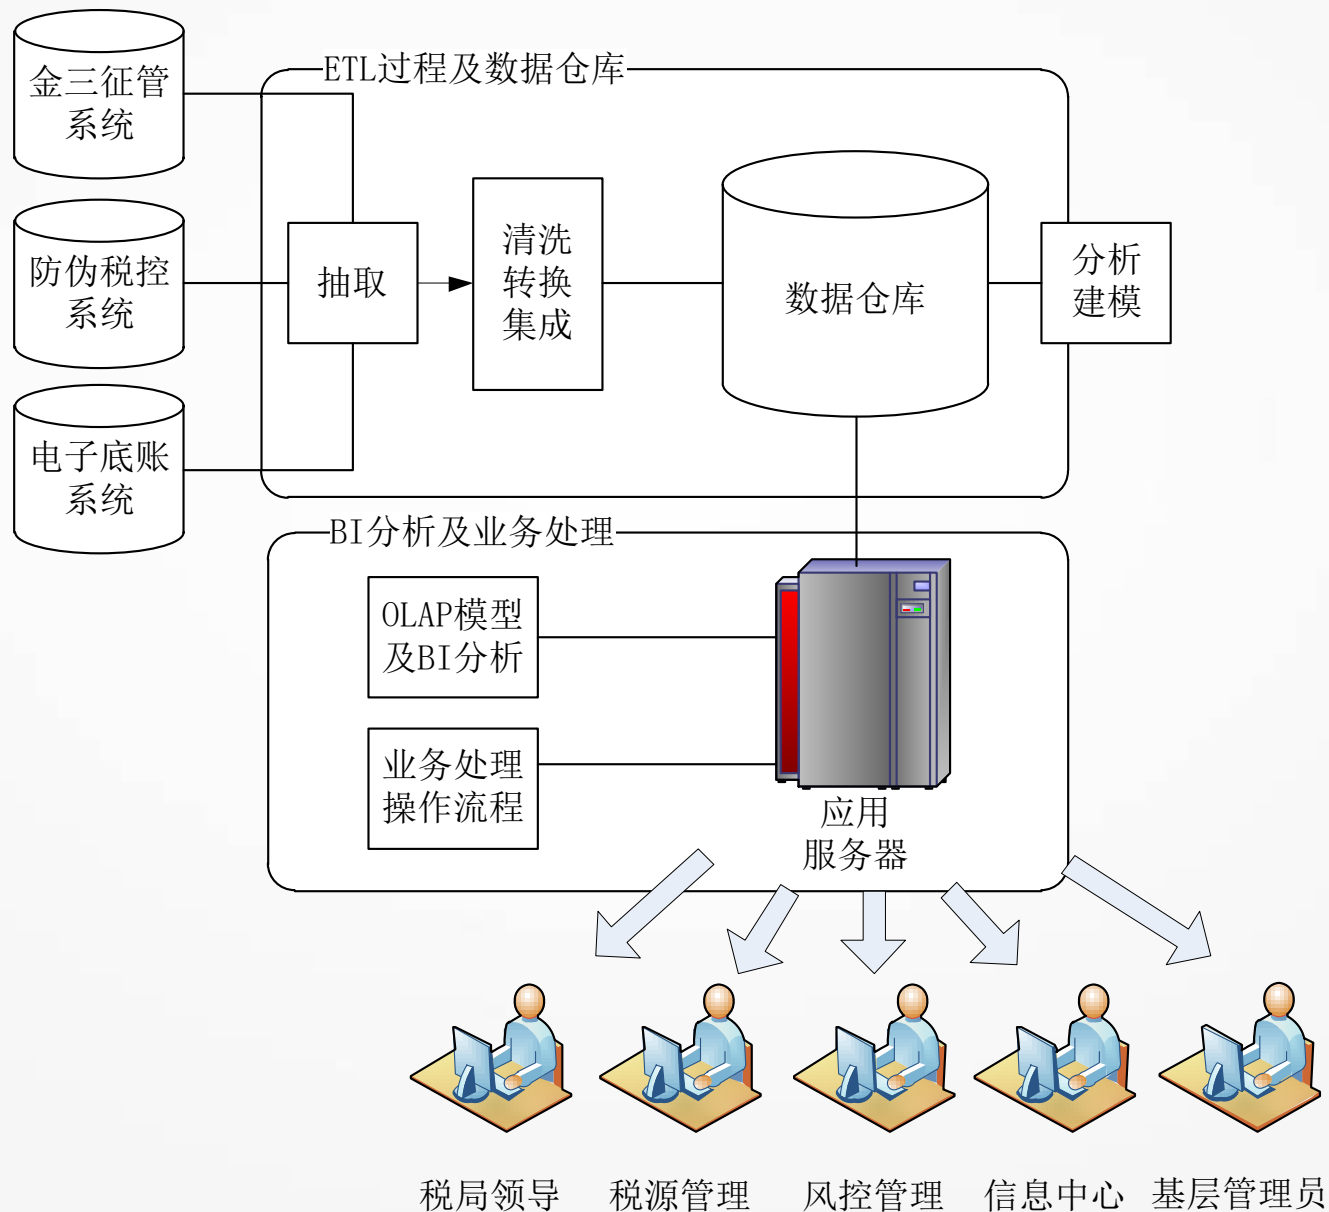 金三征管
系统
ETL过程及数据仓库
防伪税控
系统
抽取
清洗
转换
集成
数据仓库
分析
建模
电子底账
系统
BI分析及业务处理
OLAP模型
及BI分析
业务处理
操作流程
应用
服务器
税局领导
税源管理
风控管理
信息中心
基层管理员